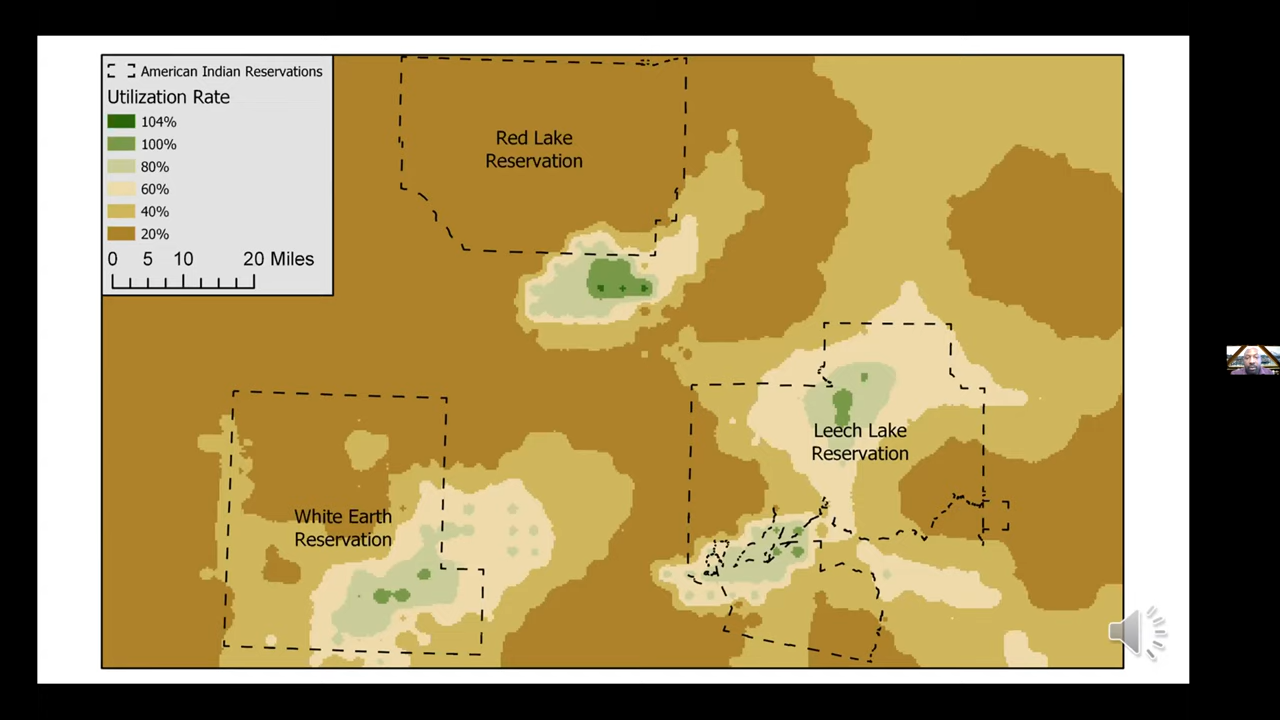 American Indian Reservations
Utilization Rate
104%
100%
80%
60%
40%
20%
0 5 10 20 Miles
Red Lake
Reservation
Leech Lake
Reservation
White Earth
Reservation